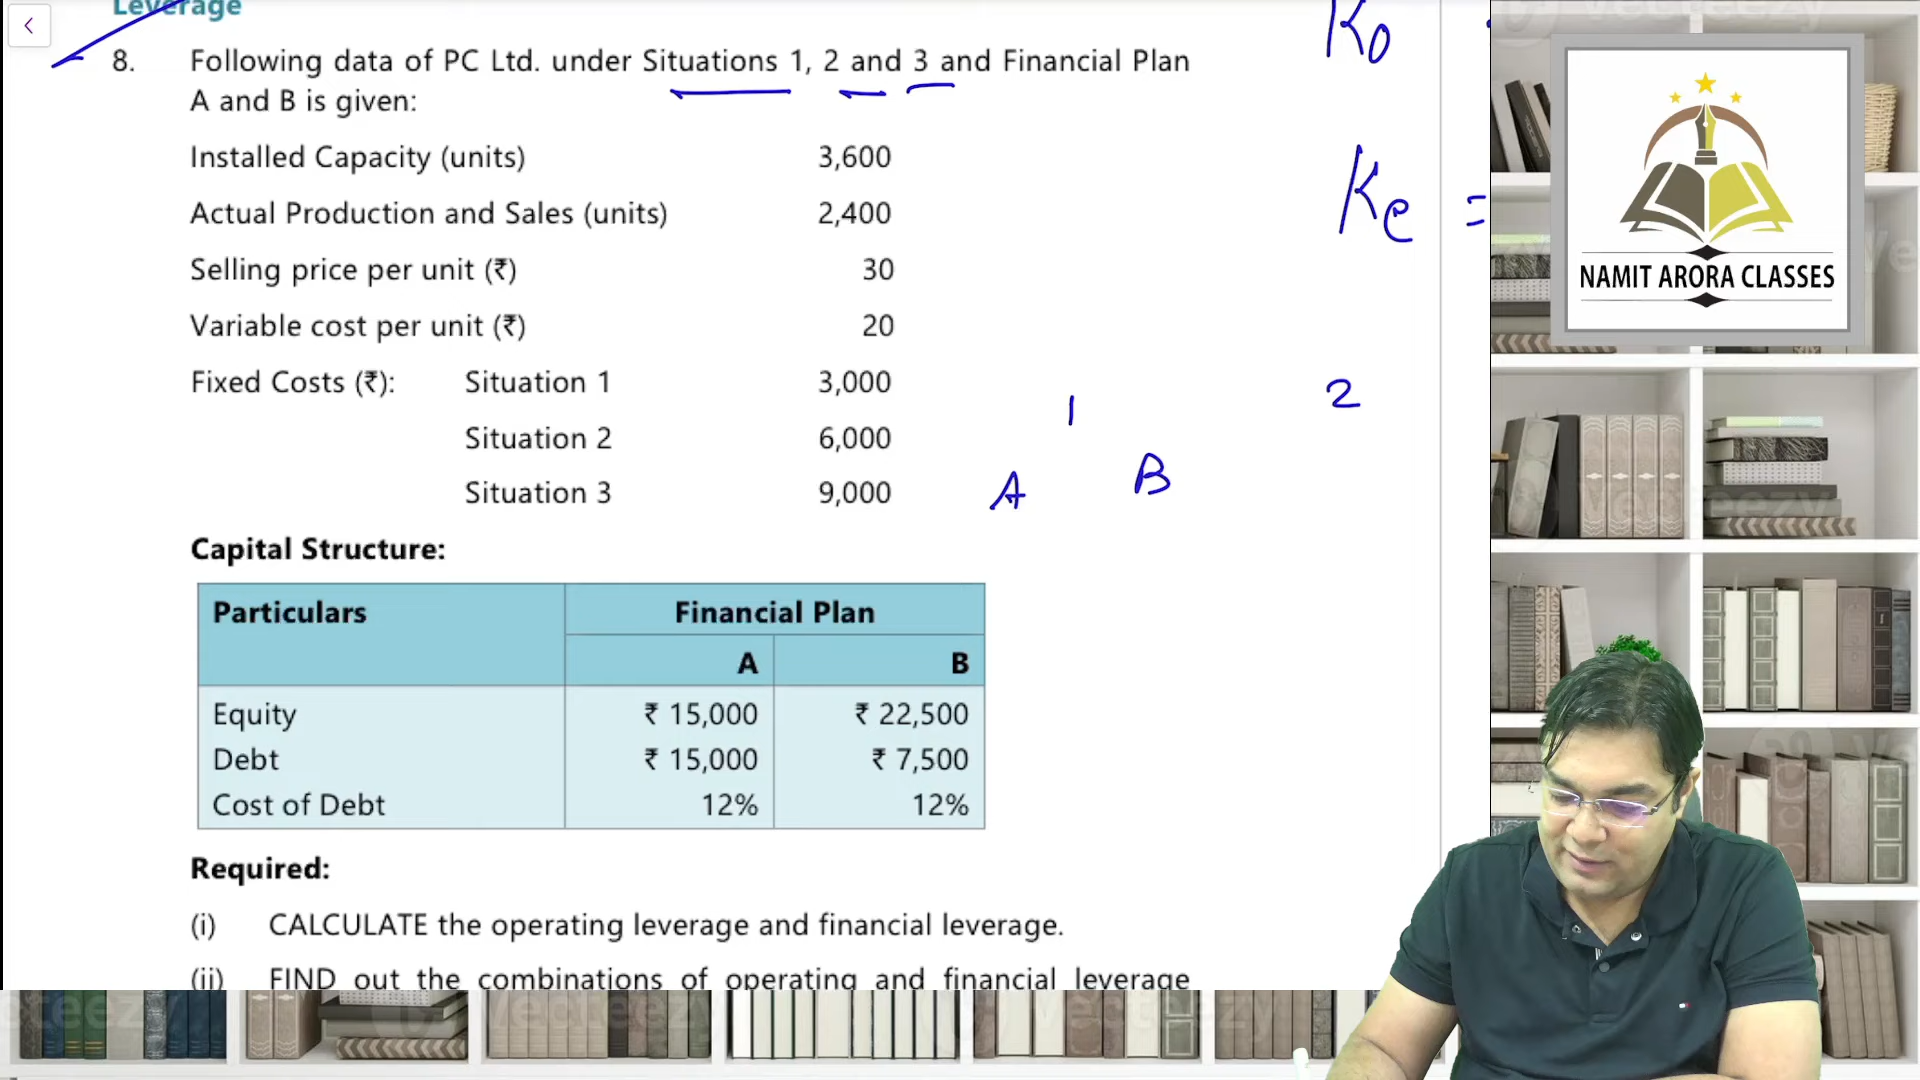 Leverage
8. Following data of PC Ltd. under Situations 1, 2 and 3 and Financial Plan
A and B is given:
Installed Capacity (units) 3,600
Actual Production and Sales (units) 2,400
Selling price per unit (₹) 30
Variable cost per unit (₹) 20
Fixed Costs (₹): Situation 1 3,000
Situation 2 6,000
Situation 3 9,000
Capital Structure:
Particulars Financial Plan
A B
Equity ₹ 15,000 ₹ 22,500
Debt ₹ 15,000 ₹ 7,500
Cost of Debt 12% 12%
Required:
(i) CALCULATE the operating leverage and financial leverage.
(ii) FIND out the combinations of operating and financial leverage
Ko
Ke =
1 2
A B
NAMIT ARORA CLASSES